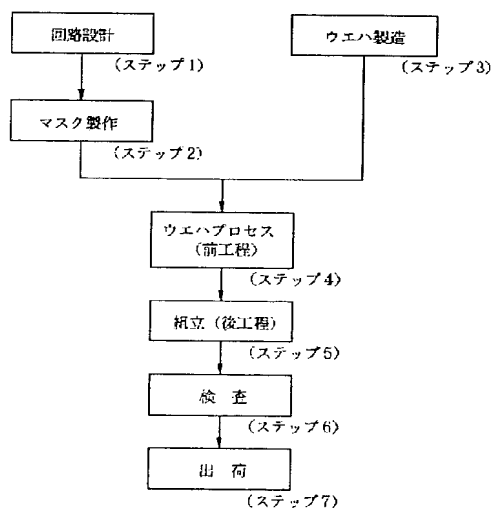 回路設計
(ステップ1)
ウエハ製造
(ステップ3)
マスク製作
(ステップ2)
ウエハプロセス
(前工程)
(ステップ4)
組立(後工程)
(ステップ5)
検 査
(ステップ6)
出 荷
(ステップ7)